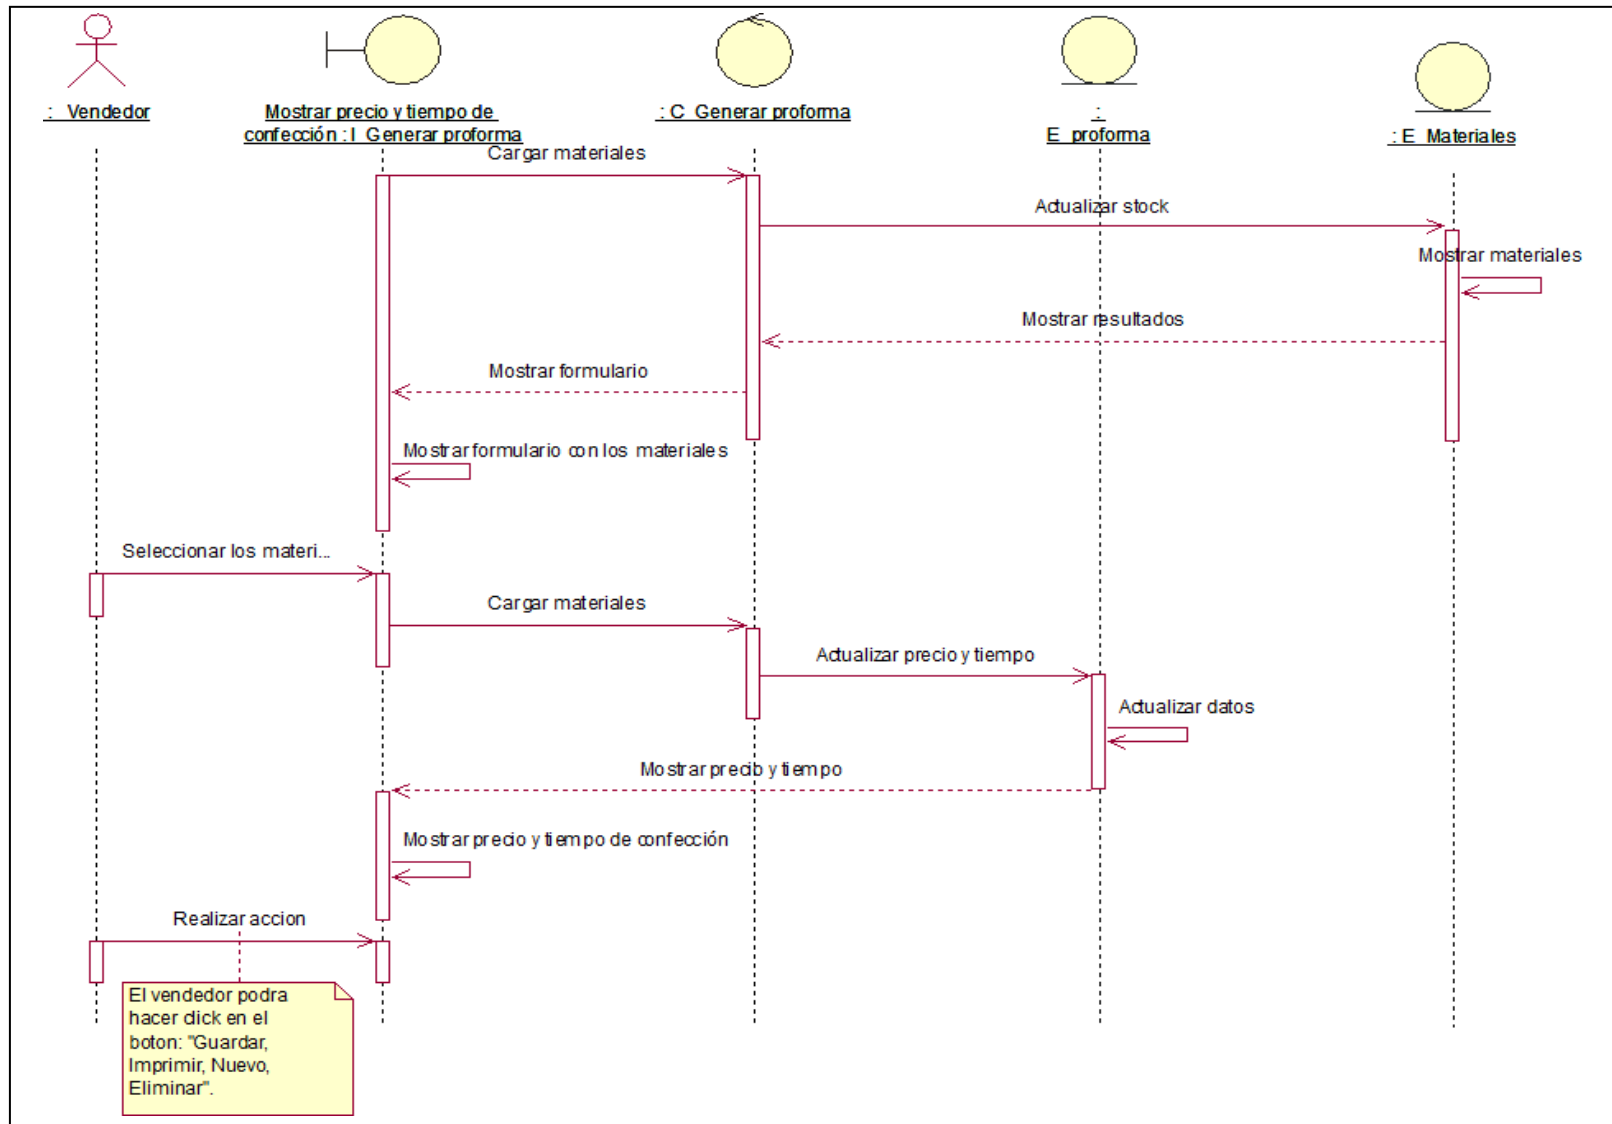 : Vendedor
Mostrar precio y tiempo de
confección : I_Generar proforma
: C_Generar proforma
:
E_proforma
: E_Materiales
Cargar materiales
Actualizar stock
Mostrar materiales
Mostrar resultados
Mostrar formulario
Mostrar formulario con los materiales
Seleccionar los materi...
Cargar materiales
Actualizar precio y tiempo
Actualizar datos
Mostrar precio y tiempo
Mostrar precio y tiempo de confección
Realizar accion
El vendedor podra
hacer click en el
boton: "Guardar,
Imprimir, Nuevo,
Eliminar".